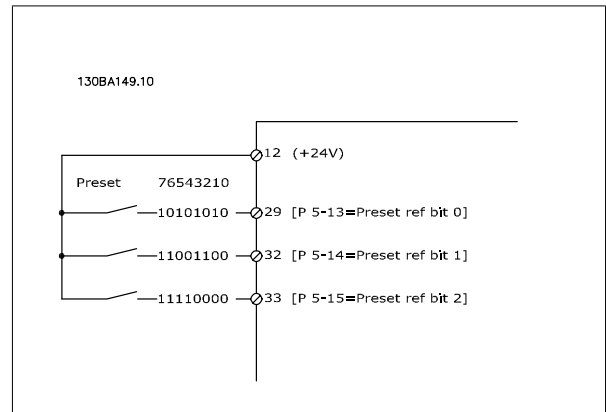 130BA149.10
12 (+24V)
Preset 76543210
10101010 29 [P 5-13=Preset ref bit 0]
11001100 32 [P 5-14=Preset ref bit 1]
11110000 33 [P 5-15=Preset ref bit 2]